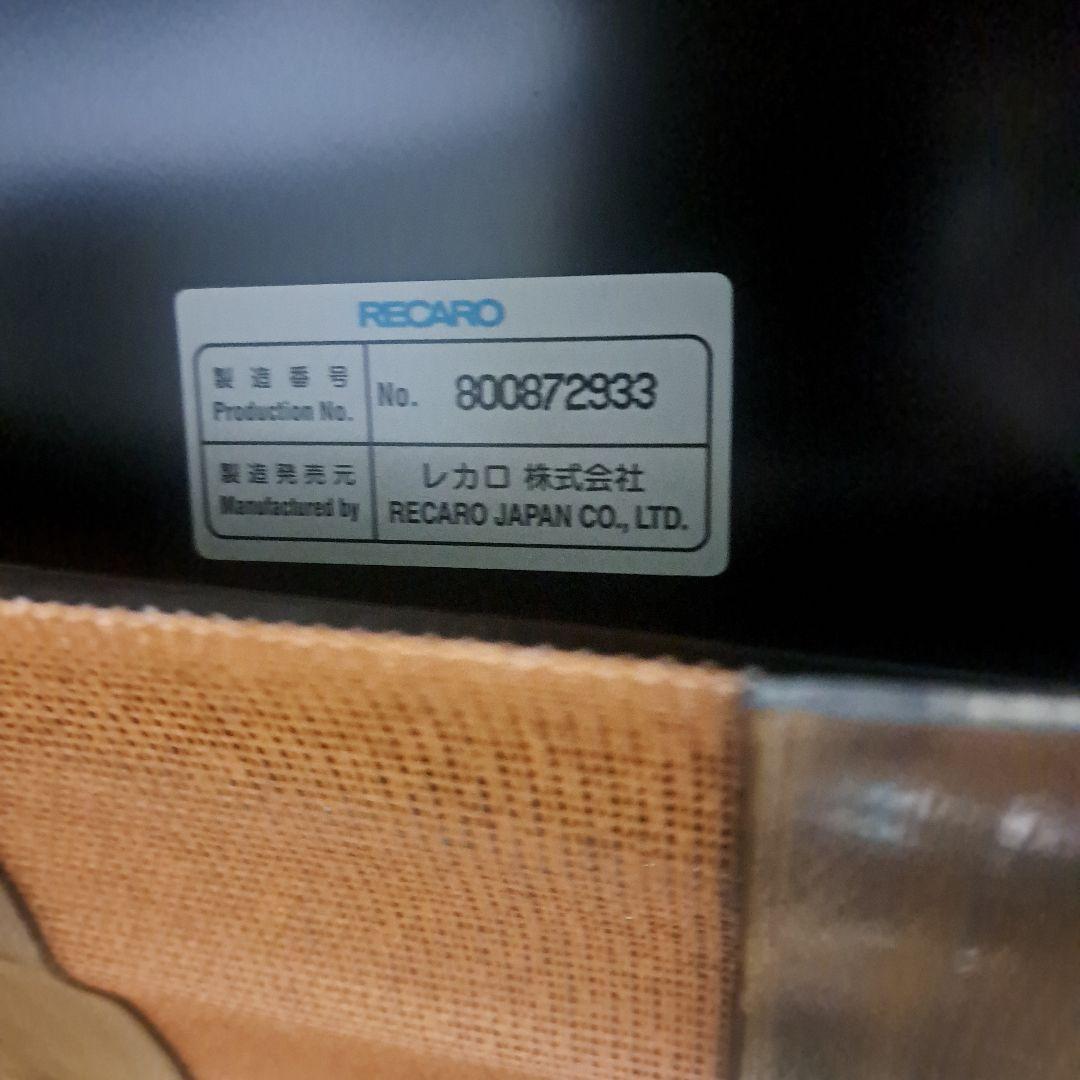 RECARO
製造番号
Production No.
No. 800872933
製造発売元
Manufactured by
レカロ 株式会社
RECARO JAPAN CO., LTD.